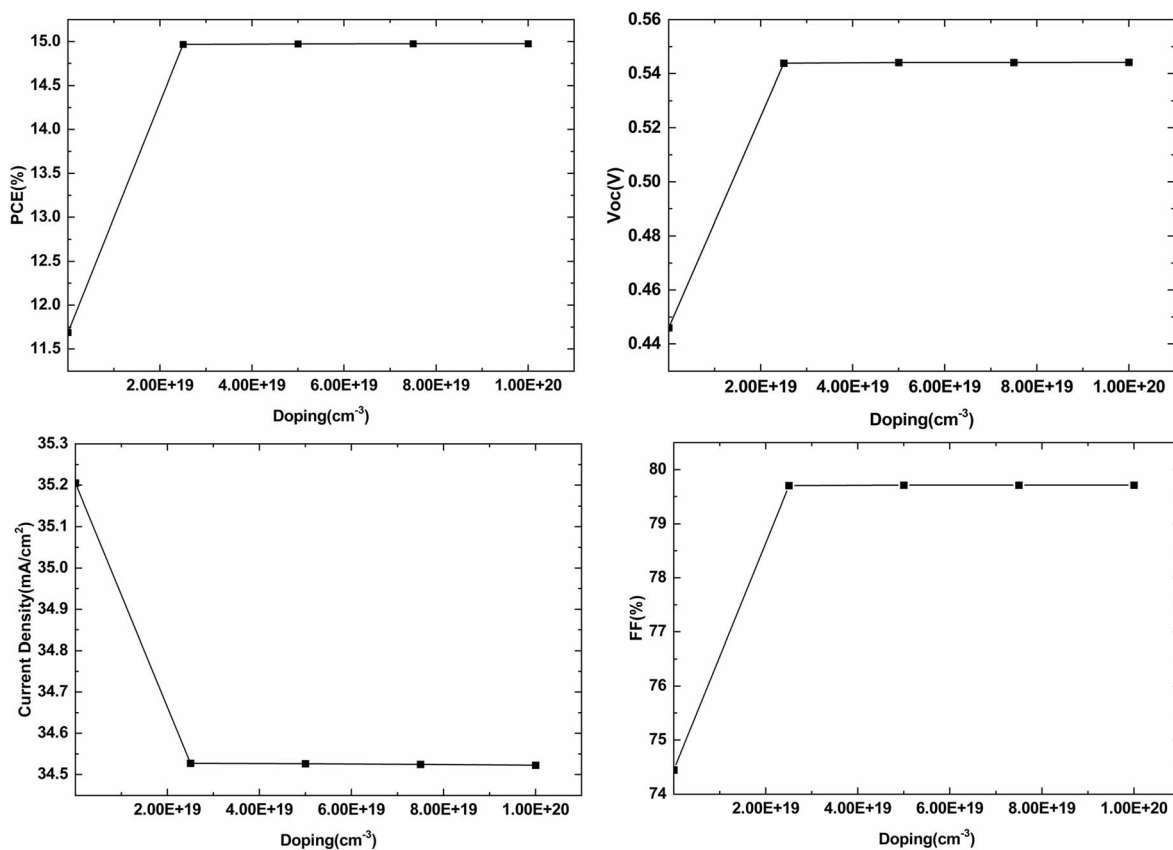 PCE(%)
15.0
14.5
14.0
13.5
13.0
12.5
12.0
11.5
2.00E+19 4.00E+19 6.00E+19 8.00E+19 1.00E+20
Doping(cm⁻³)
Voc(V)
0.56
0.54
0.52
0.50
0.48
0.46
0.44
2.00E+19 4.00E+19 6.00E+19 8.00E+19 1.00E+20
Doping(cm⁻³)
Current Density(mA/cm²)
35.3
35.2
35.1
35.0
34.9
34.8
34.7
34.6
34.5
2.00E+19 4.00E+19 6.00E+19 8.00E+19 1.00E+20
Doping(cm⁻³)
FF(%)
80
79
78
77
76
75
74
2.00E+19 4.00E+19 6.00E+19 8.00E+19 1.00E+20
Doping(cm⁻³)